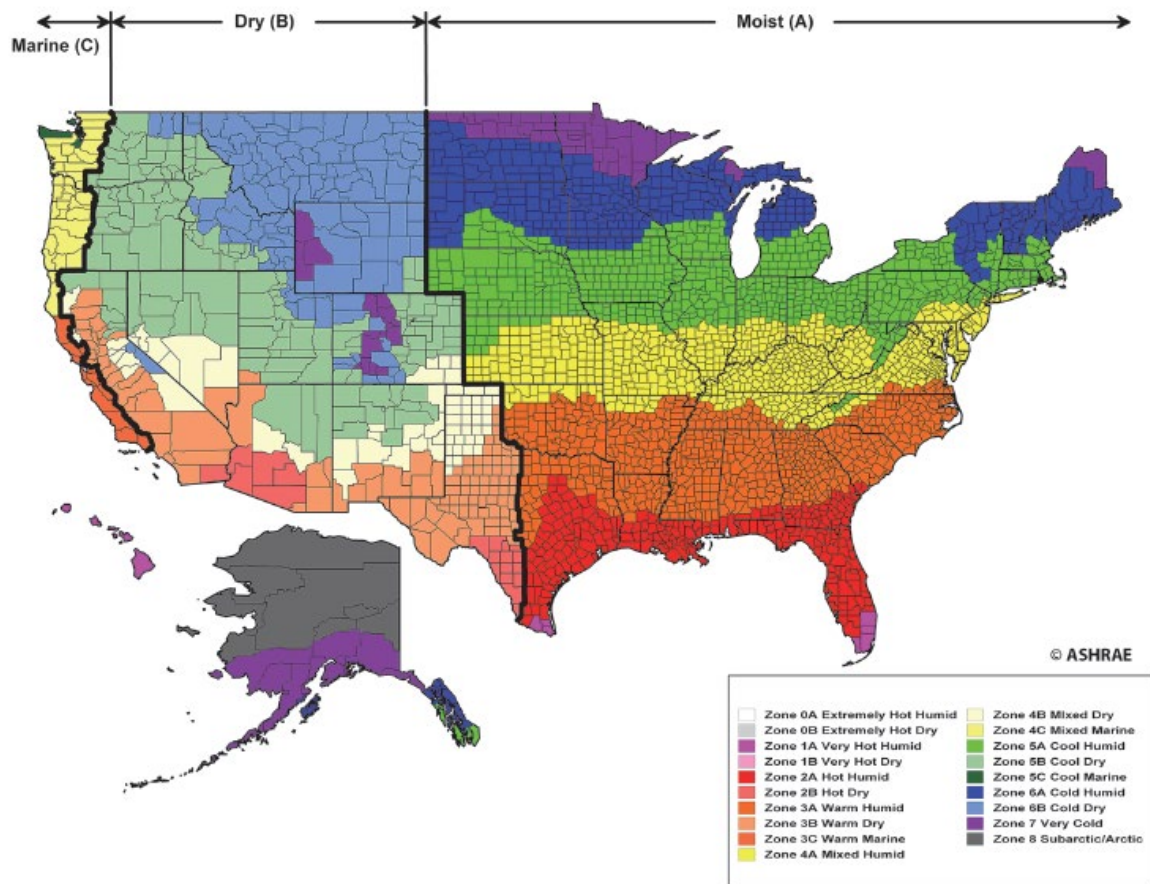 Dry (B)
Moist (A)
Marine (C)
© ASHRAE
Zone 0A Extremely Hot Humid
Zone 0B Extremely Hot Dry
Zone 1A Very Hot Humid
Zone 1B Very Hot Dry
Zone 2A Hot Humid
Zone 2B Hot Dry
Zone 3A Warm Humid
Zone 3B Warm Dry
Zone 3C Warm Marine
Zone 4A Mixed Humid
Zone 4B MIxed Dry
Zone 4C Mixed Marine
Zone 5A Cool Humid
Zone 5B Cool Dry
Zone 5C Cool Marine
Zone 6A Cold Humid
Zone 6B Cold Dry
Zone 7 Very Cold
Zone 8 Subarctic/Arctic